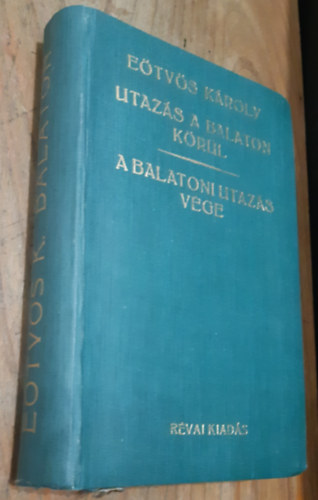 EÖTVÖS KÁROLY
UTAZÁS A BALATON
KÖRÜL
A BALATONI UTAZÁS
VÉGE
RÉVAI KIADÁS
EÖTVÖS K. BALATON